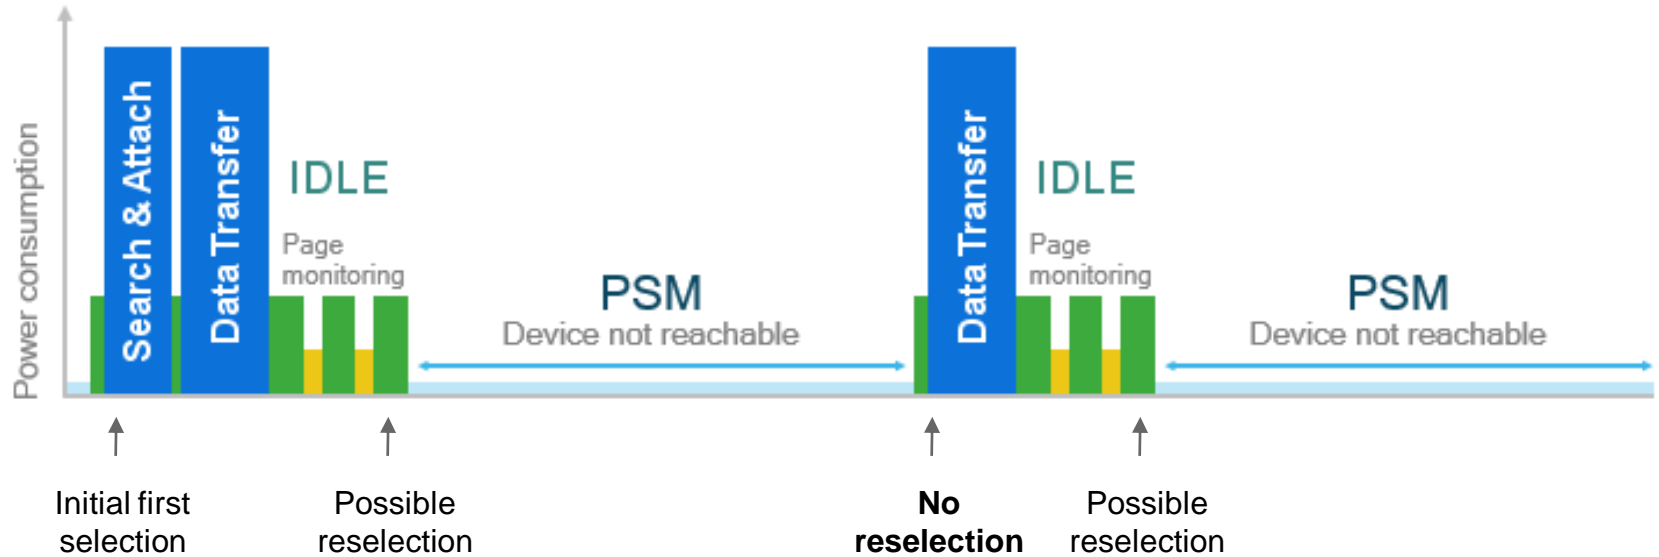 Power consumption
Search & Attach
Data Transfer
IDLE
Page
monitoring
PSM
Device not reachable
Data Transfer
IDLE
Page
monitoring
PSM
Device not reachable
Initial first
selection
Possible
reselection
No
reselection
Possible
reselection